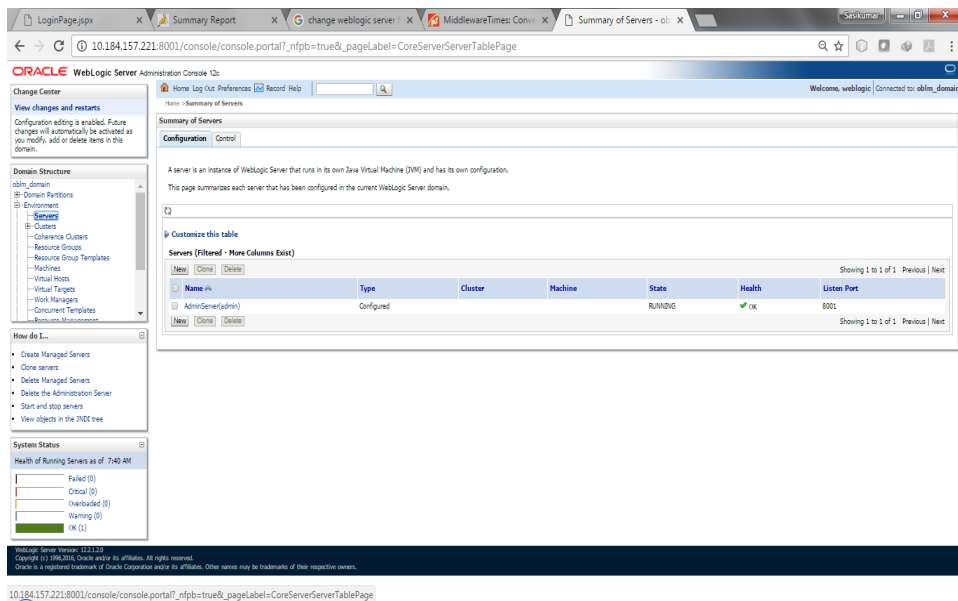 LoginPage.jspx
Summary Report
change weblogic server
MiddlewareTimes: Conve
Summary of Servers - ob
Sasikumar
10.184.157.221:8001/console/console.portal?_nfpb=true&_pageLabel=CoreServerServerTablePage
ORACLE WebLogic Server Administration Console 12c
Change Center
View changes and restarts
Configuration editing is enabled. Future
changes will automatically be activated as
you modify, add or delete items in this
domain.
Domain Structure
oblm_domain
Domain Partitions
Environment
Servers
Clusters
Coherence Clusters
Resource Groups
Resource Group Templates
Machines
Virtual Hosts
Virtual Targets
Work Managers
Concurrent Templates
Resource Management
How do I...
Create Managed Servers
Clone servers
Delete Managed Servers
Delete the Administration Server
Start and stop servers
View objects in the JNDI tree
System Status
Health of Running Servers as of 7:40 AM
Failed (0)
Critical (0)
Overloaded (0)
Warning (0)
OK (1)
Home Log Out Preferences Record Help
Welcome, weblogic Connected to: oblm_domain
Home >Summary of Servers
Summary of Servers
Configuration Control
A server is an instance of WebLogic Server that runs in its own Java Virtual Machine (JVM) and has its own configuration.
This page summarizes each server that has been configured in the current WebLogic Server domain.
Customize this table
Servers (Filtered - More Columns Exist)
New Clone Delete Showing 1 to 1 of 1 Previous | Next
Name Type Cluster Machine State Health Listen Port
AdminServer(admin) Configured RUNNING OK 8001
New Clone Delete Showing 1 to 1 of 1 Previous | Next
WebLogic Server Version: 12.2.1.2.0
Copyright (c) 1996,2016, Oracle and/or its affiliates. All rights reserved.
Oracle is a registered trademark of Oracle Corporation and/or its affiliates. Other names may be trademarks of their respective owners.
10.184.157.221:8001/console/console.portal?_nfpb=true&_pageLabel=CoreServerServerTablePage